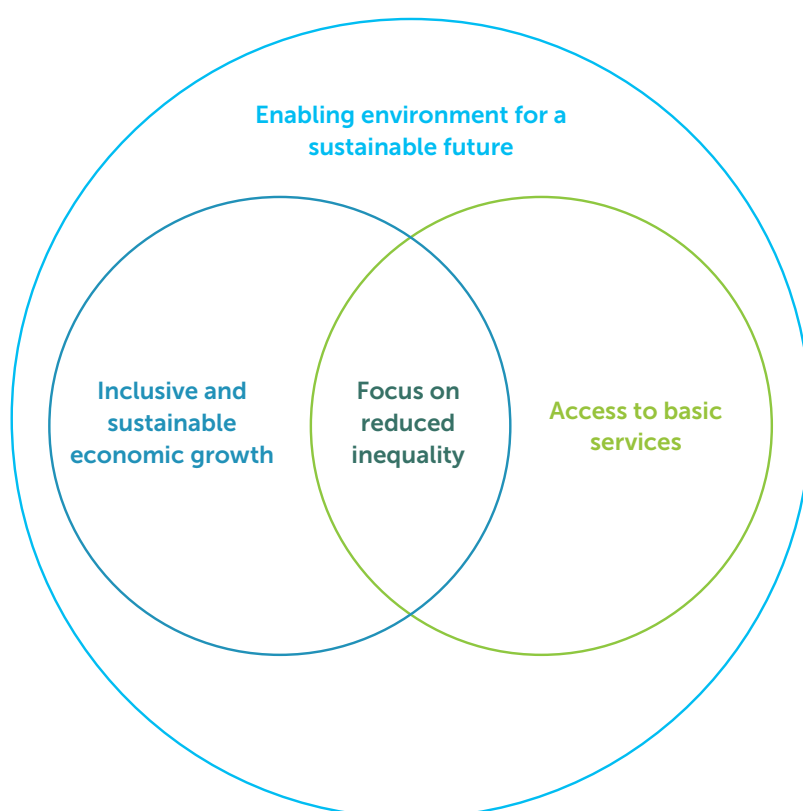 Enabling environment for a
sustainable future
Inclusive and
sustainable
economic growth
Focus on
reduced
inequality
Access to basic
services